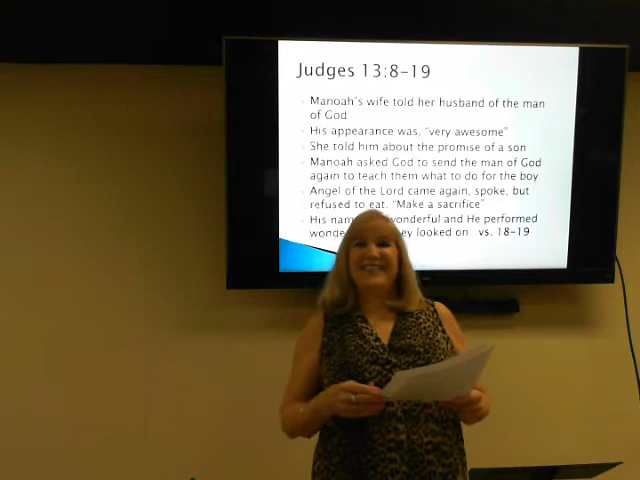 Judges 13:8-19
Manoah's wife told her husband of the man
of God
His appearance was, "very awesome"
She told him about the promise of a son
Manoah asked God to send the man of God
again to teach them what to do for the boy
Angel of the Lord came again, spoke, but
refused to eat. "Make a sacrifice"
His wonderful and He performed
looked on vs. 18-19